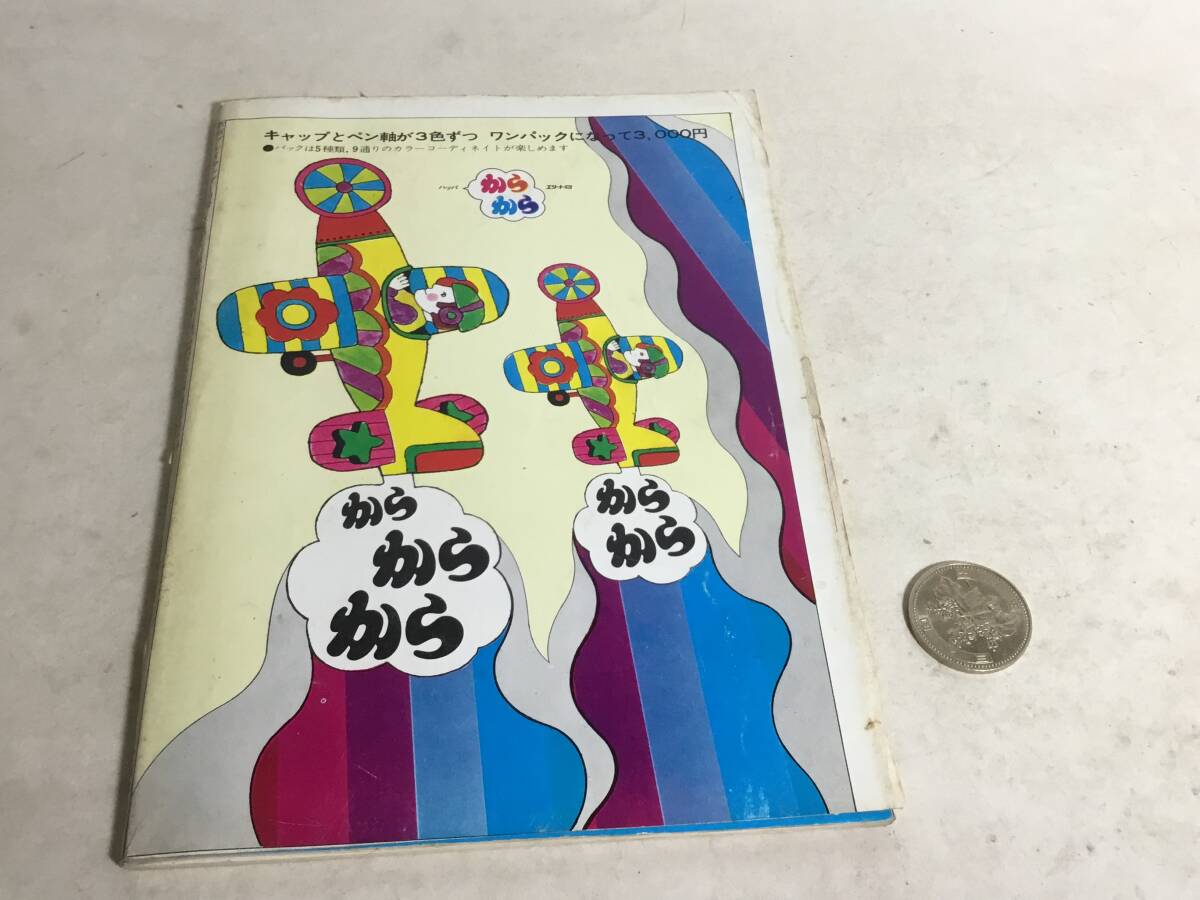 キャップとペン軸が3色ずつ ワンパックになって3,000円
●パックは5種類、9通りのカラーコーディネイトが楽しめます
から
から
から
から
から
から
から